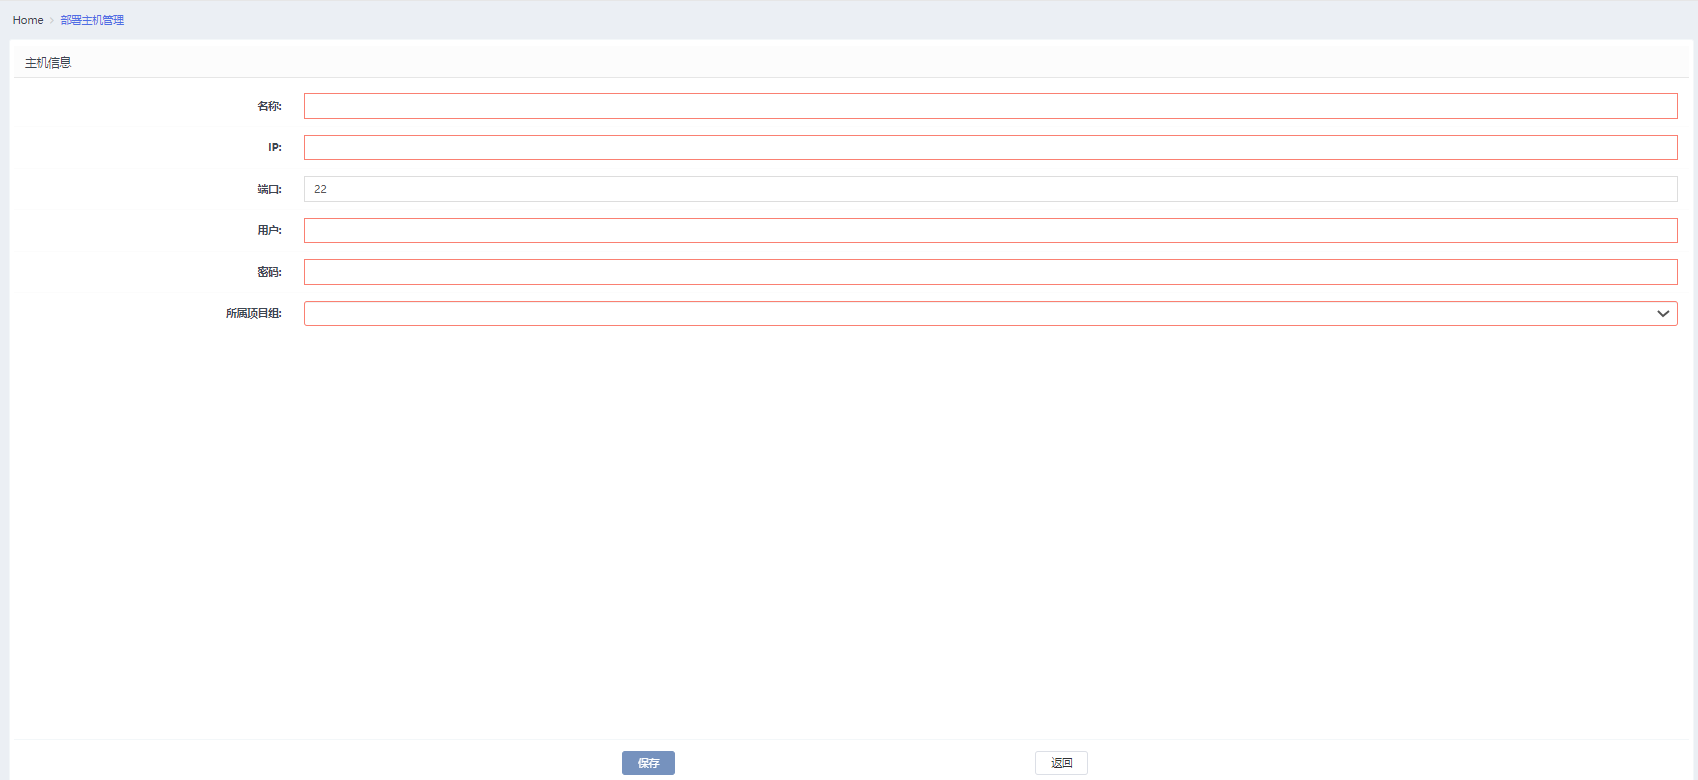 Home > 部署主机管理
主机信息
名称:
IP:
端口: 22
用户:
密码:
所属项目组:
保存 返回